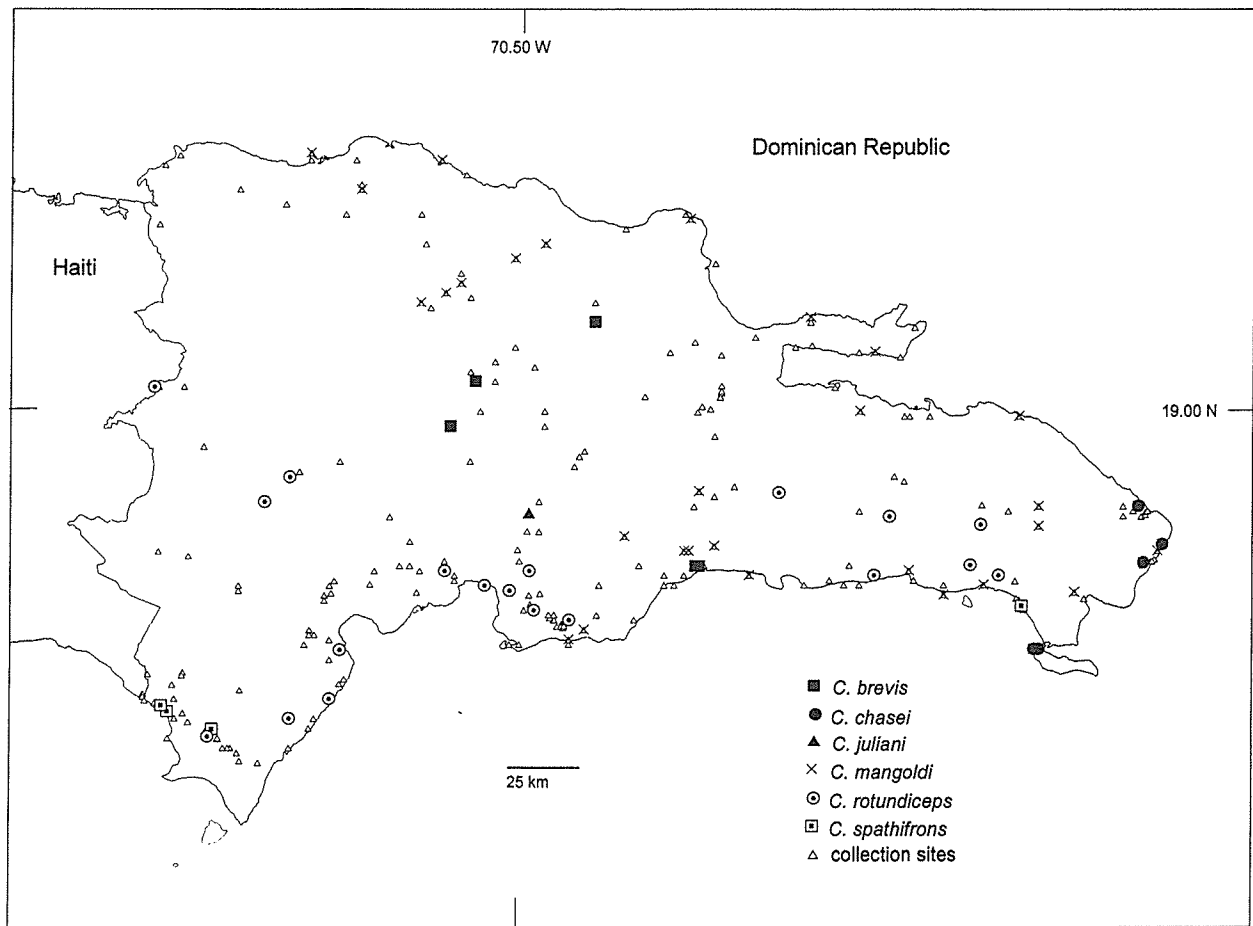 70.50 W
Dominican Republic
Haiti
19.00 N
25 km
C. brevis
C. chasei
C. juliani
C. mangoldi
C. rotundiceps
C. spathifrons
collection sites